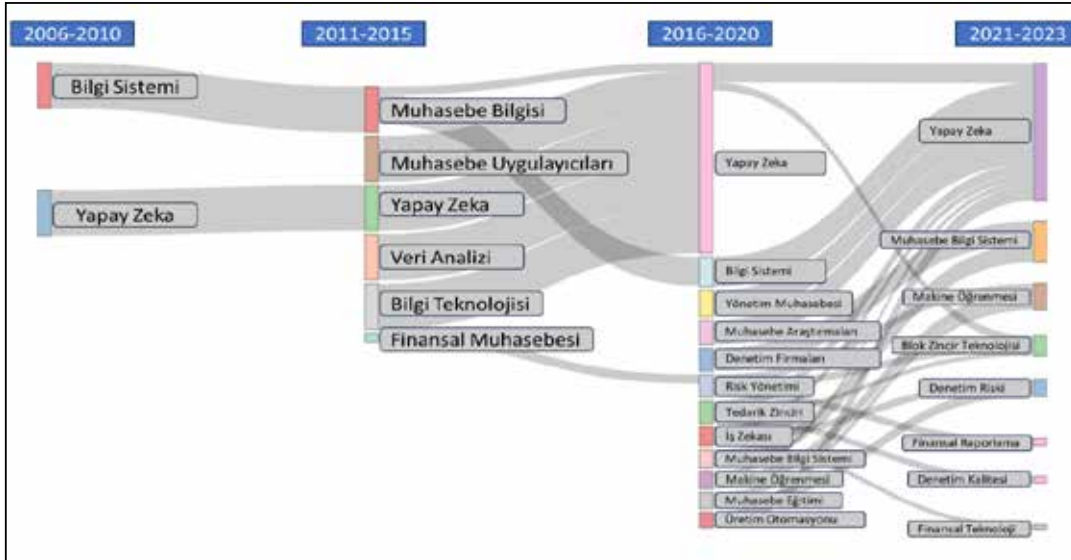 2006-2010
2011-2015
2016-2020
2021-2023
Bilgi Sistemi
Yapay Zeka
Muhasebe Bilgisi
Muhasebe Uygulayıcıları
Yapay Zeka
Veri Analizi
Bilgi Teknolojisi
Finansal Muhasebesi
Yapay Zeka
Bilgi Sistemi
Yönetim Muhasebesi
Muhasebe Araştırmaları
Denetim Firmaları
Risk Yönetimi
Tedarik Zinciri
İş Zekası
Muhasebe Bilgi Sistemi
Makine Öğrenmesi
Muhasebe Eğitimi
Üretim Otomasyonu
Yapay Zeka
Muhasebe Bilgi Sistemi
Makine Öğrenmesi
Blok Zincir Teknolojisi
Denetim Riski
Finansal Raporlama
Denetim Kalitesi
Finansal Teknoloji